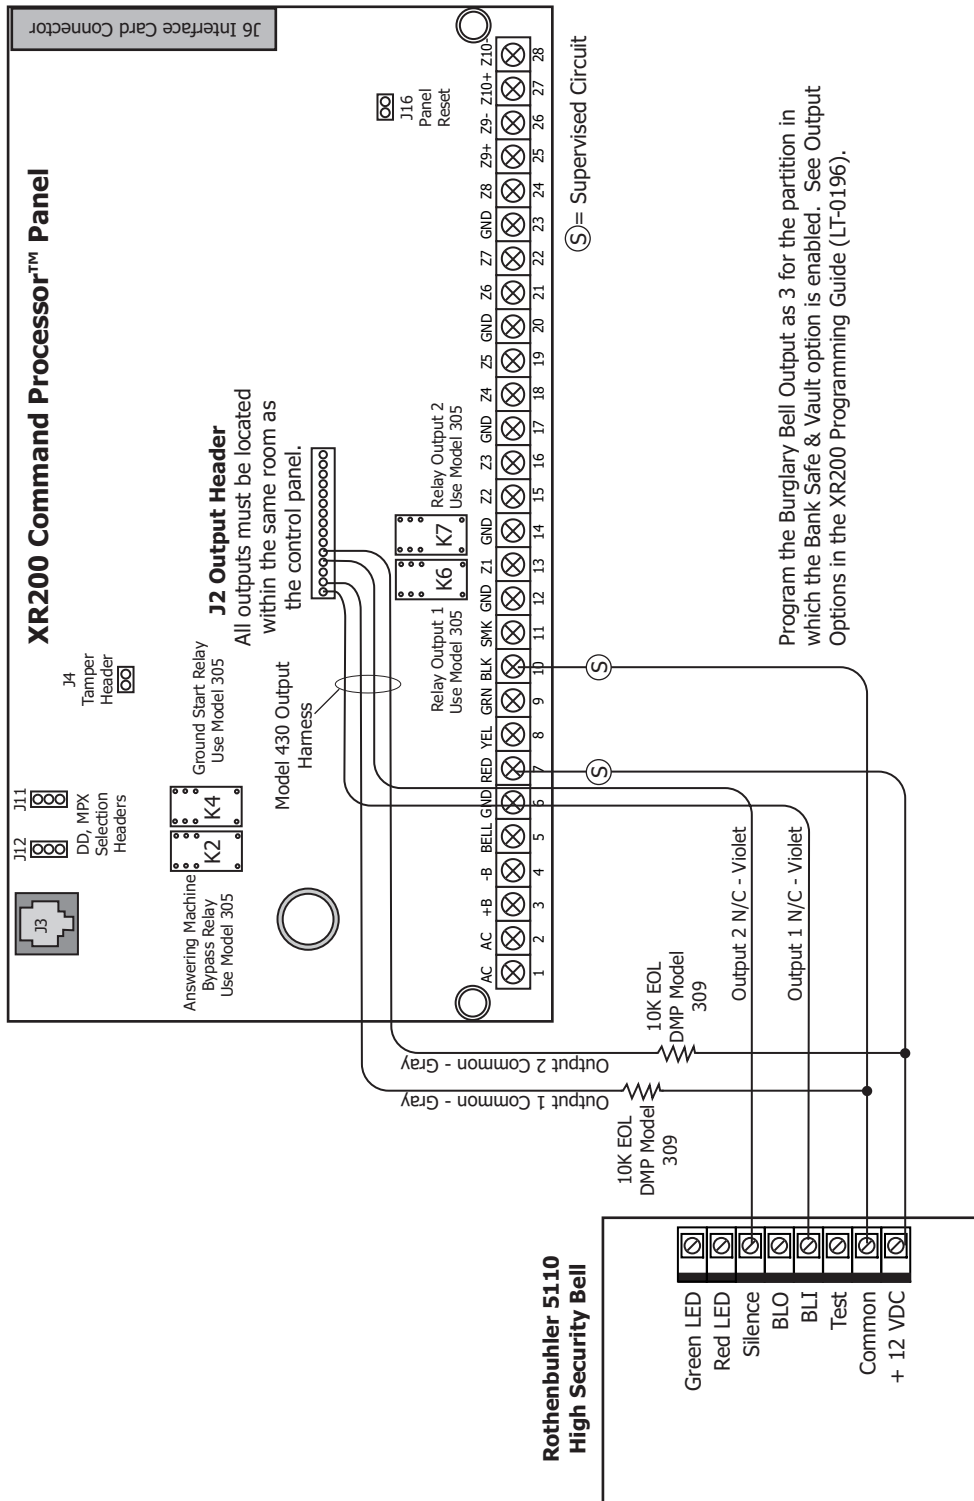 XR200 Command Processor™ Panel
J6 Interface Card Connector
J3
J12
J11
DD, MPX
Selection
Headers
J4
Tamper
Header
Answering Machine
Bypass Relay
Use Model 305
K2
K4
Ground Start Relay
Use Model 305
J2 Output Header
All outputs must be located
within the same room as
the control panel.
Model 430 Output
Harness
Relay Output 1
Use Model 305
K6
K7
Relay Output 2
Use Model 305
J16
Panel
Reset
AC AC +B -B BELL GND RED YEL GRN BLK SMK GND Z1 GND Z2 Z3 GND Z4 Z5 GND Z6 Z7 GND Z8 Z9+ Z9- Z10+ Z10-
1 2 3 4 5 6 7 8 9 10 11 12 13 14 15 16 17 18 19 20 21 22 23 24 25 26 27 28
S = Supervised Circuit
S
S
Output 2 Common - Gray
Output 1 Common - Gray
10K EOL
DMP Model
309
10K EOL
DMP Model
309
Output 2 N/C - Violet
Output 1 N/C - Violet
Program the Burglary Bell Output as 3 for the partition in
which the Bank Safe & Vault option is enabled. See Output
Options in the XR200 Programming Guide (LT-0196).
Rothenbuhler 5110
High Security Bell
Green LED
Red LED
Silence
BLO
BLI
Test
Common
+ 12 VDC